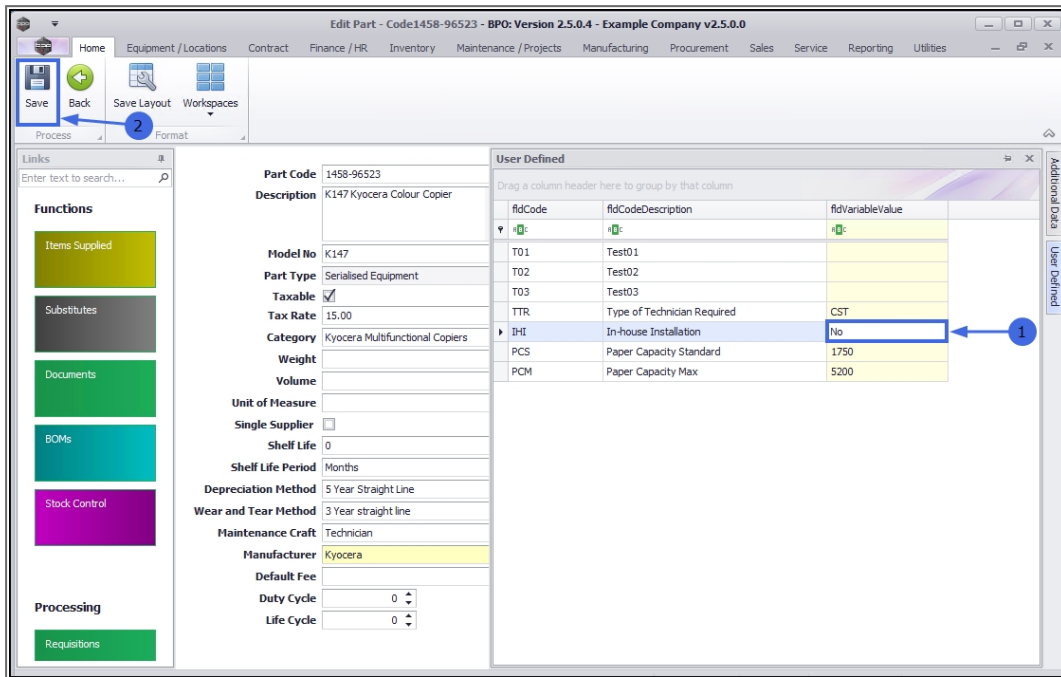 Edit Part - Code1458-96523 - BPO: Version 2.5.0.4 - Example Company v2.5.0.0
Home Equipment / Locations Contract Finance / HR Inventory Maintenance / Projects Manufacturing Procurement Sales Service Reporting Utilities
Save Back Save Layout Workspaces
2
Process Format
Links
Enter text to search...
Functions
Items Supplied
Substitutes
Documents
BOMs
Stock Control
Processing
Requisitions
Part Code 1458-96523
Description K147 Kyocera Colour Copier
Model No K147
Part Type Serialised Equipment
Taxable
Tax Rate 15.00
Category Kyocera Multifunctional Copiers
Weight
Volume
Unit of Measure
Single Supplier
Shelf Life 0
Shelf Life Period Months
Depreciation Method 5 Year Straight Line
Wear and Tear Method 3 Year straight line
Maintenance Craft Technician
Manufacturer Kyocera
Default Fee
Duty Cycle 0
Life Cycle 0
User Defined
Drag a column header here to group by that column
fldCode fldCodeDescription fldVariableValue
ABC ABC ABC
T01 Test01
T02 Test02
T03 Test03
TTR Type of Technician Required CST
IHI In-house Installation No 1
PCS Paper Capacity Standard 1750
PCM Paper Capacity Max 5200
Additional Data
User Defined